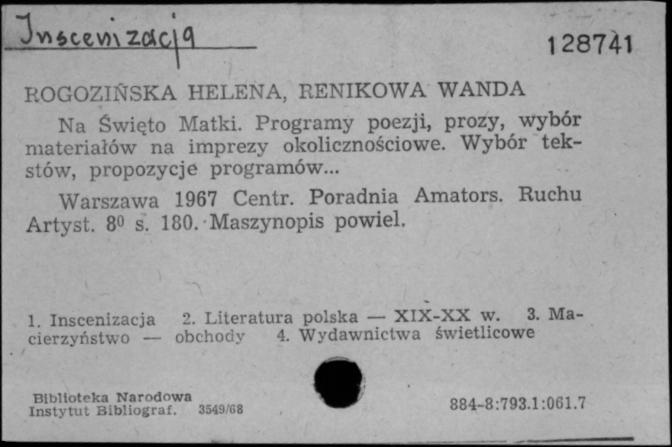 Inscenizacja
128741
ROGOZIŃSKA HELENA, RENIKOWA WANDA
Na Święto Matki. Programy poezji, prozy, wybór
materiałów na imprezy okolicznościowe. Wybór tek-
stów, propozycje programów...
Warszawa 1967 Centr. Poradnia Amators. Ruchu
Artyst. 8⁰ s. 180. Maszynopis powiel.
1. Inscenizacja 2. Literatura polska — XIX-XX w. 3. Ma-
cierzyństwo — obchody 4. Wydawnictwa świetlicowe
Biblioteka Narodowa
Instytut Bibliograf. 3549/68
884-8:793.1:061.7